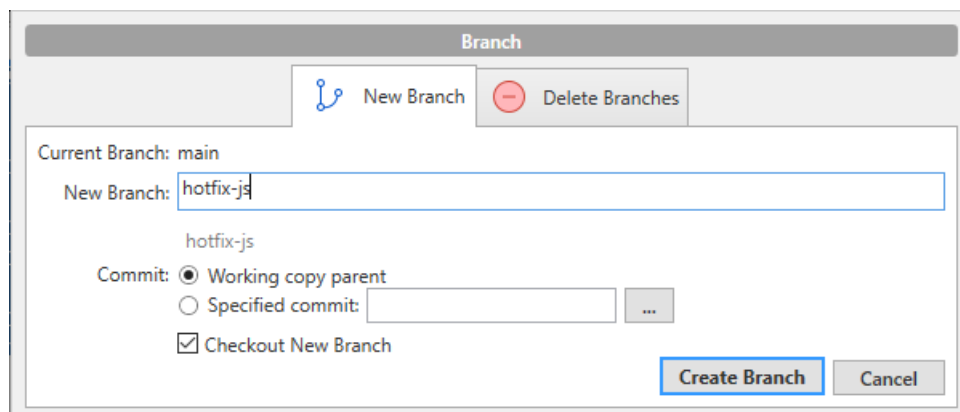 Branch
New Branch
Delete Branches
Current Branch: main
New Branch: hotfix-js
hotfix-js
Commit: Working copy parent
Specified commit: ...
Checkout New Branch
Create Branch Cancel